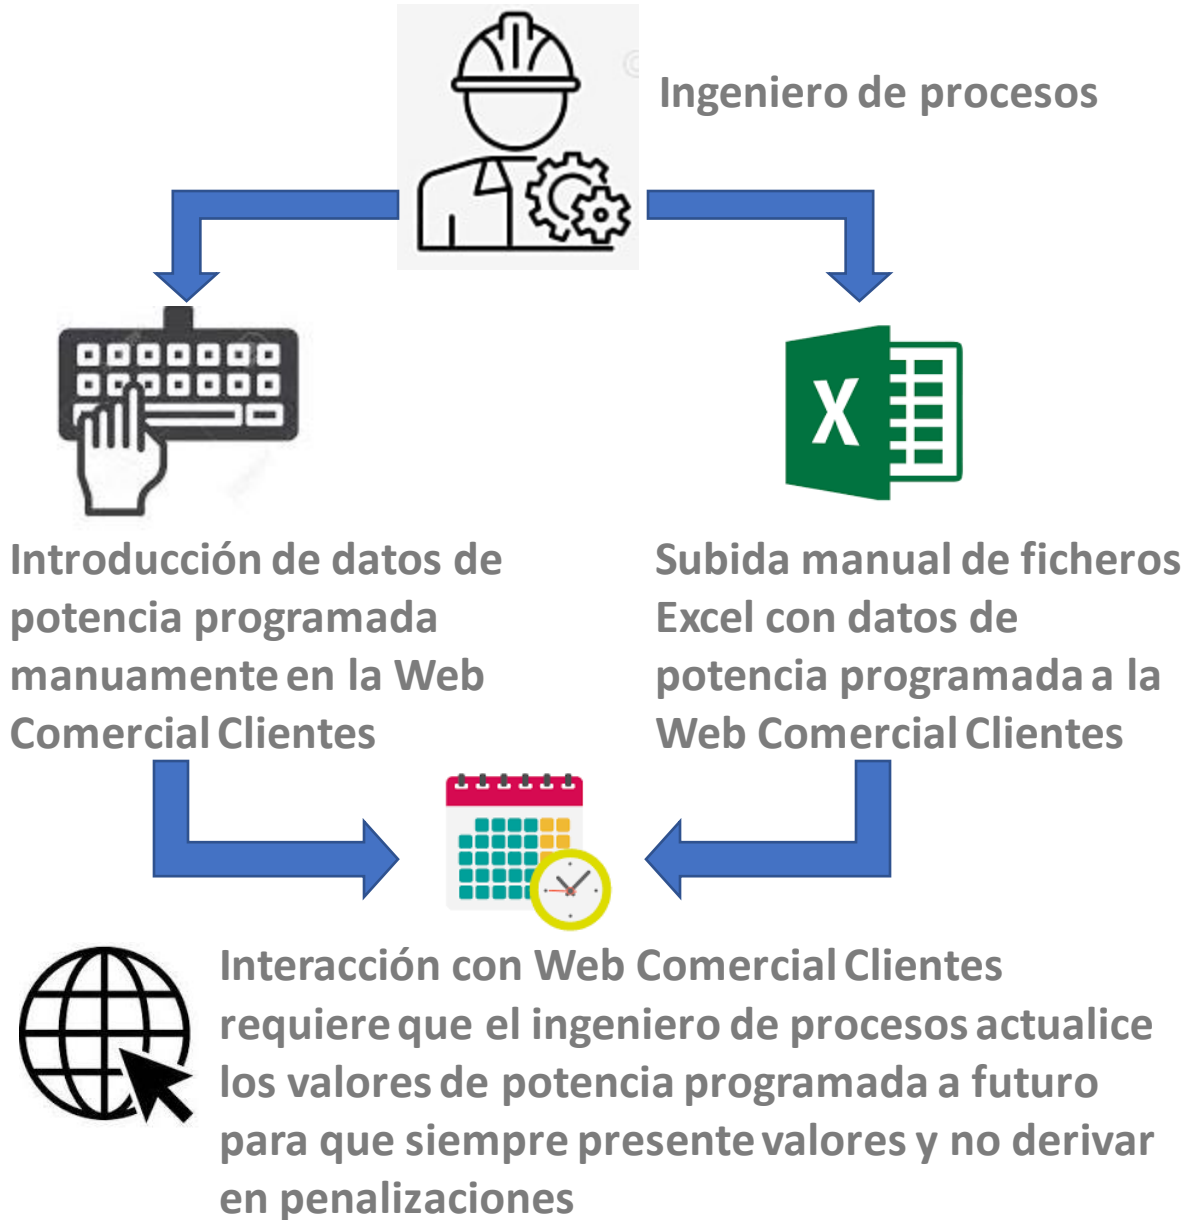 Ingeniero de procesos
X
Introducción de datos de
potencia programada
manuamente en la Web
Comercial Clientes
Subida manual de ficheros
Excel con datos de
potencia programada a la
Web Comercial Clientes
Interacción con Web Comercial Clientes
requiere que el ingeniero de procesos actualice
los valores de potencia programada a futuro
para que siempre presente valores y no derivar
en penalizaciones